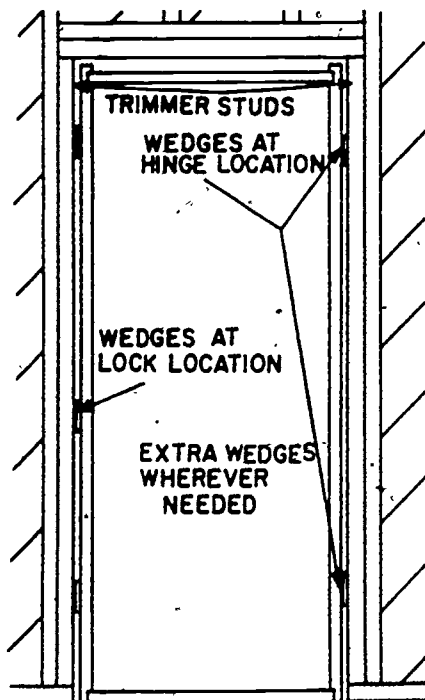 TRIMMER STUDS
WEDGES AT
HINGE LOCATION
WEDGES AT
LOCK LOCATION
EXTRA WEDGES
WHEREVER
NEEDED